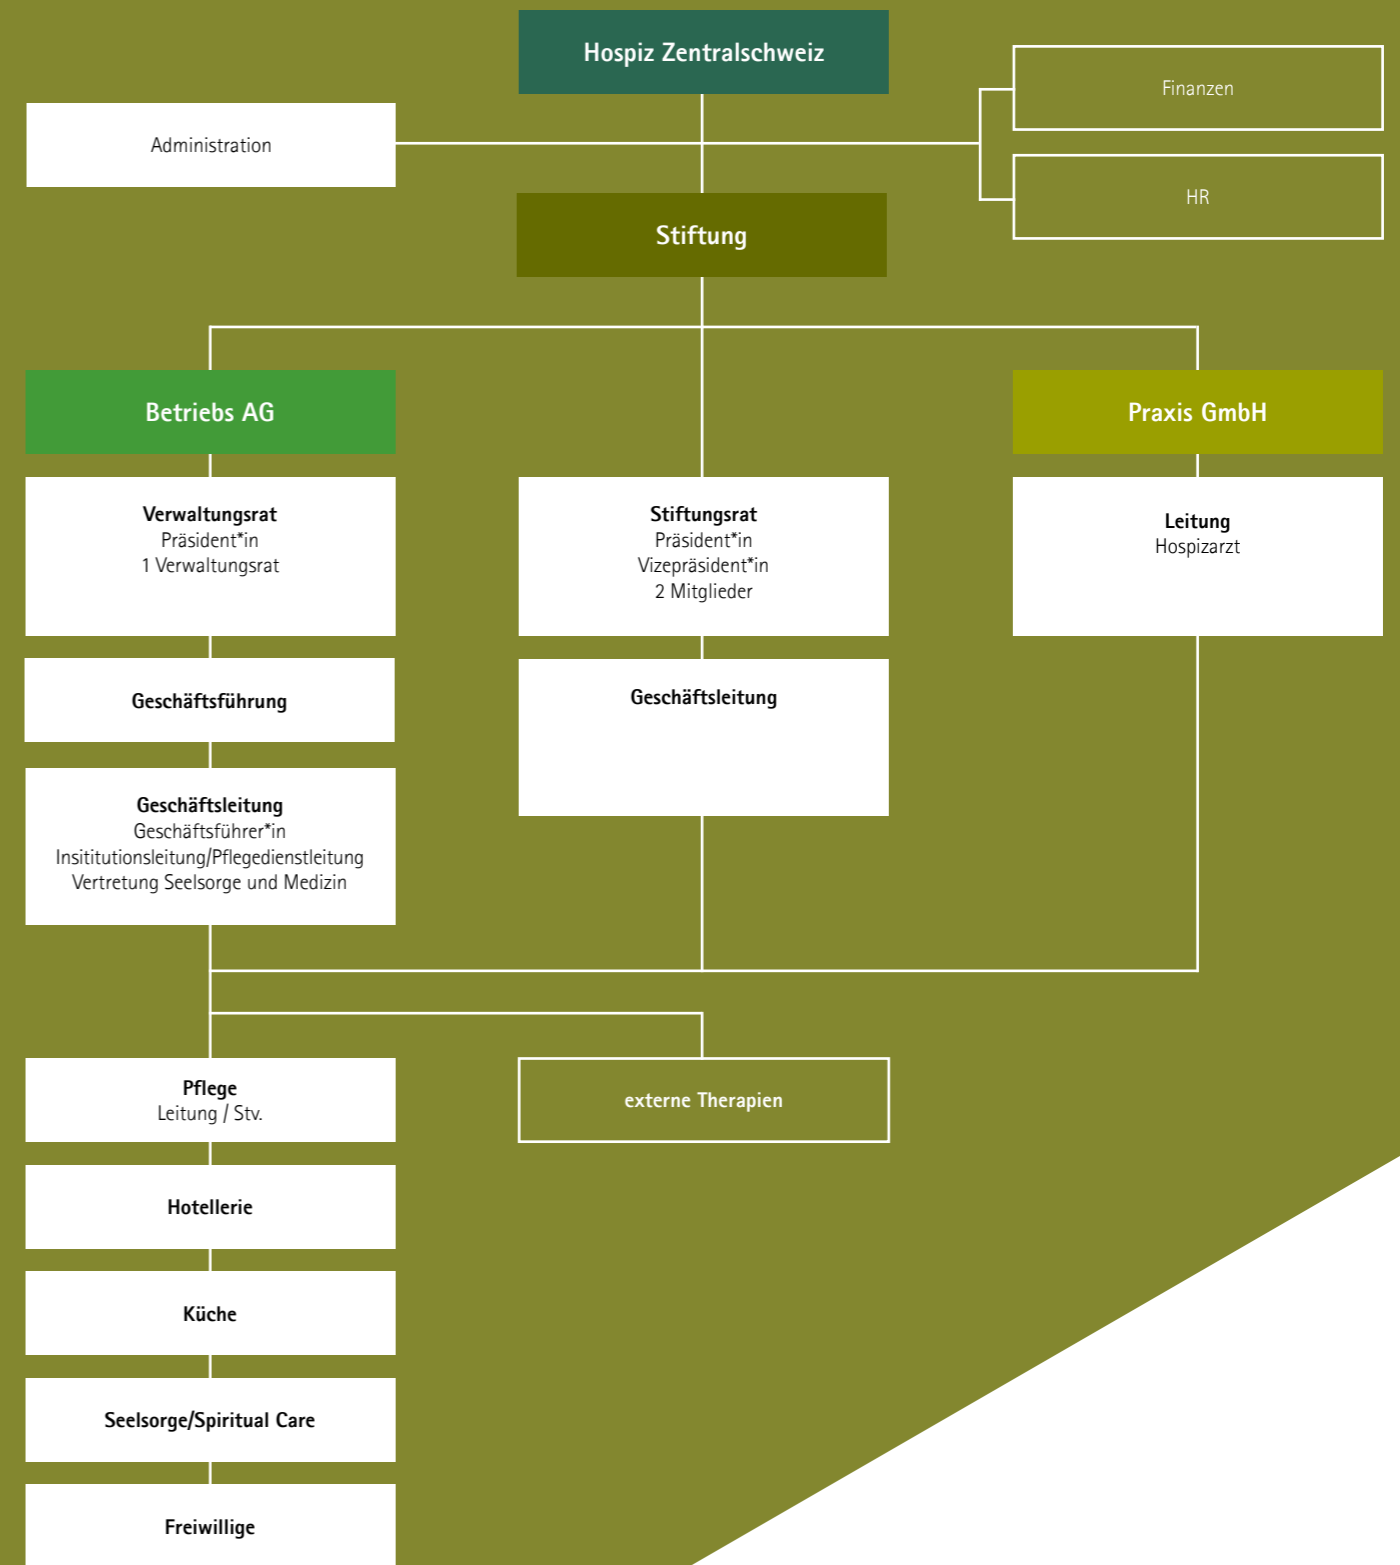 Hospiz Zentralschweiz
Finanzen
Administration
HR
Stiftung
Betriebs AG
Praxis GmbH
Verwaltungsrat
Präsident*in
1 Verwaltungsrat
Stiftungsrat
Präsident*in
Vizepräsident*in
2 Mitglieder
Leitung
Hospizarzt
Geschäftsführung
Geschäftsleitung
Geschäftsleitung
Geschäftsführer*in
Insititutionsleitung/Pflegedienstleitung
Vertretung Seelsorge und Medizin
Pflege
Leitung / Stv.
externe Therapien
Hotellerie
Küche
Seelsorge/Spiritual Care
Freiwillige